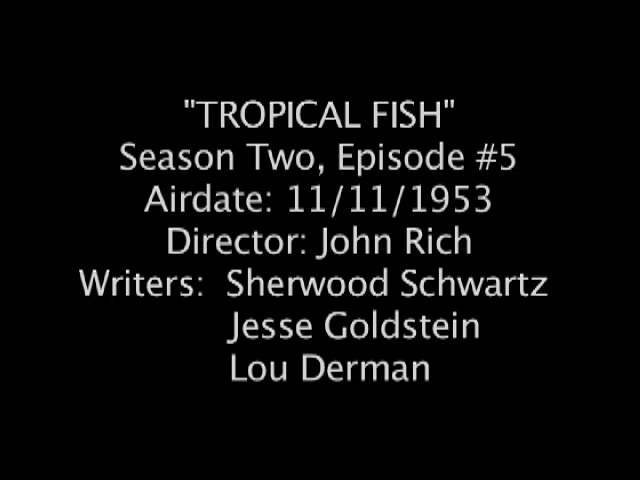 "TROPICAL FISH"
Season Two, Episode #5
Airdate: 11/11/1953
Director: John Rich
Writers: Sherwood Schwartz
Jesse Goldstein
Lou Derman